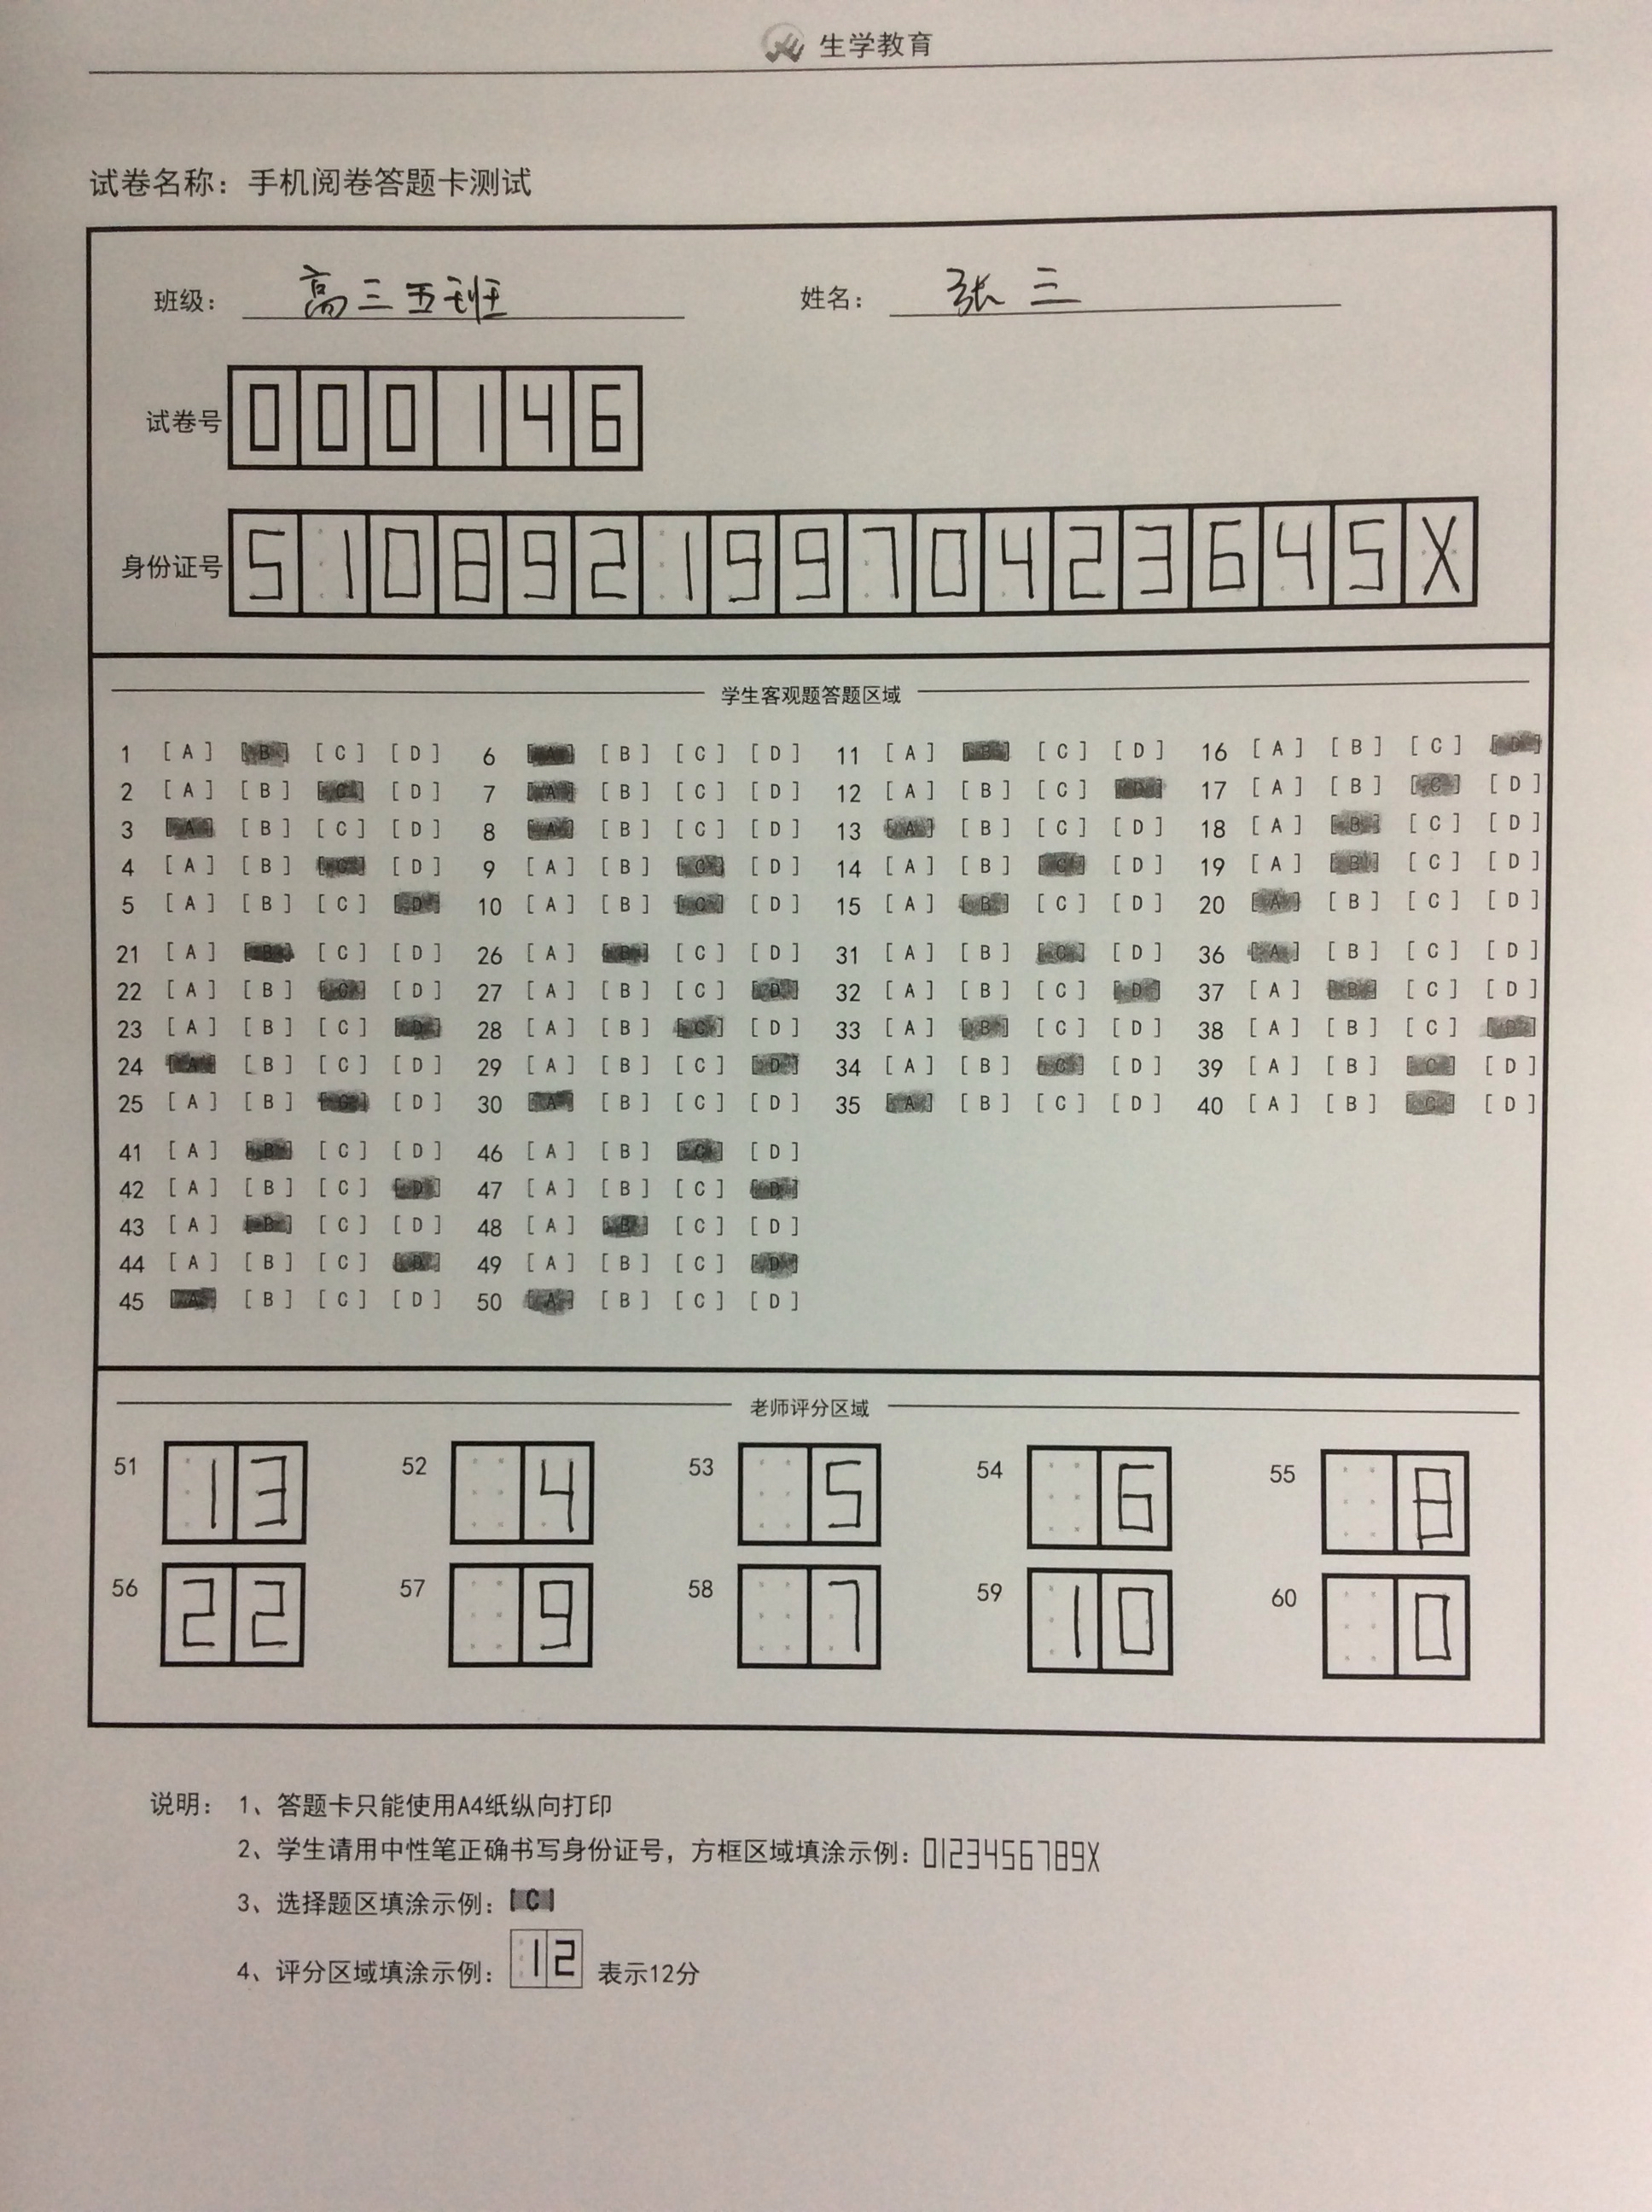 生学教育
试卷名称：手机阅卷答题卡测试
班级： 高三五班 姓名： 张三
试卷号 000146
身份证号 51089219970423645X
学生客观题答题区域
1 [A] [B] [C] [D] 6 [A] [B] [C] [D] 11 [A] [B] [C] [D] 16 [A] [B] [C] [D]
2 [A] [B] [C] [D] 7 [A] [B] [C] [D] 12 [A] [B] [C] [D] 17 [A] [B] [C] [D]
3 [A] [B] [C] [D] 8 [A] [B] [C] [D] 13 [A] [B] [C] [D] 18 [A] [B] [C] [D]
4 [A] [B] [C] [D] 9 [A] [B] [C] [D] 14 [A] [B] [C] [D] 19 [A] [B] [C] [D]
5 [A] [B] [C] [D] 10 [A] [B] [C] [D] 15 [A] [B] [C] [D] 20 [A] [B] [C] [D]
21 [A] [B] [C] [D] 26 [A] [B] [C] [D] 31 [A] [B] [C] [D] 36 [A] [B] [C] [D]
22 [A] [B] [C] [D] 27 [A] [B] [C] [D] 32 [A] [B] [C] [D] 37 [A] [B] [C] [D]
23 [A] [B] [C] [D] 28 [A] [B] [C] [D] 33 [A] [B] [C] [D] 38 [A] [B] [C] [D]
24 [A] [B] [C] [D] 29 [A] [B] [C] [D] 34 [A] [B] [C] [D] 39 [A] [B] [C] [D]
25 [A] [B] [C] [D] 30 [A] [B] [C] [D] 35 [A] [B] [C] [D] 40 [A] [B] [C] [D]
41 [A] [B] [C] [D] 46 [A] [B] [C] [D]
42 [A] [B] [C] [D] 47 [A] [B] [C] [D]
43 [A] [B] [C] [D] 48 [A] [B] [C] [D]
44 [A] [B] [C] [D] 49 [A] [B] [C] [D]
45 [A] [B] [C] [D] 50 [A] [B] [C] [D]
老师评分区域
51 13 52 4 53 5 54 6 55 8
56 22 57 9 58 7 59 10 60 0
说明： 1、答题卡只能使用A4纸纵向打印
2、学生请用中性笔正确书写身份证号，方框区域填涂示例：0123456789X
3、选择题区填涂示例：[C]
4、评分区域填涂示例：12 表示12分